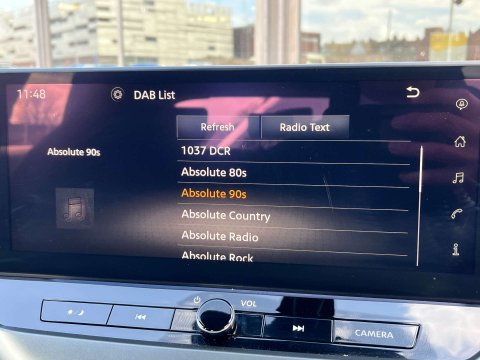 11:48
DAB List
Refresh
Radio Text
Absolute 90s
1037 DCR
Absolute 80s
Absolute 90s
Absolute Country
Absolute Radio
Absolute Rock
VOL
CAMERA